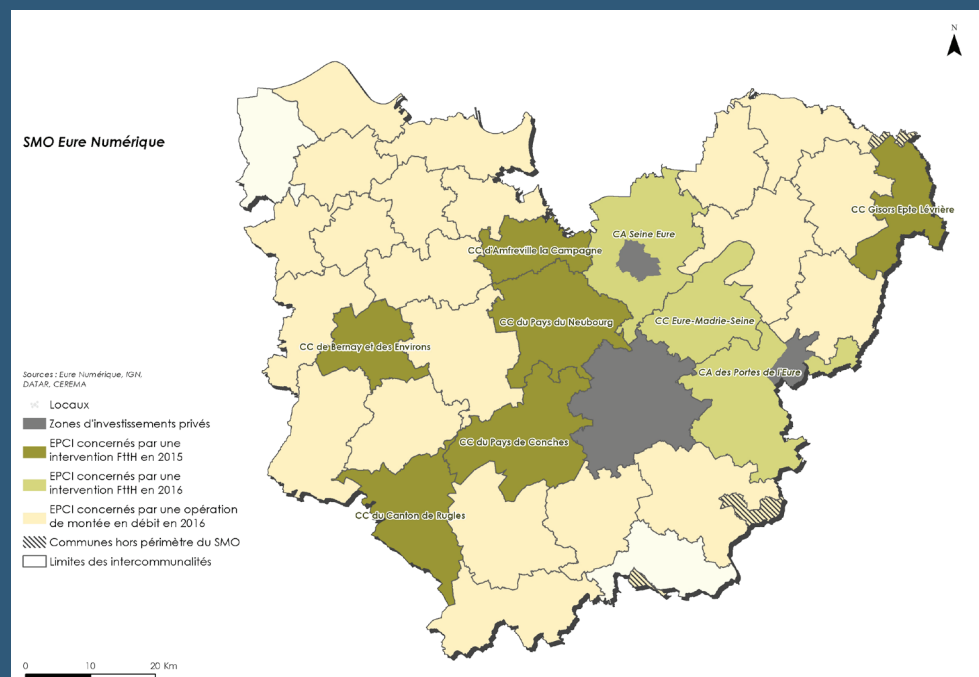 N
SMO Eure Numérique
CC Gisors Epte Lévrière
CA Seine Eure
CC d'Amfreville la Campagne
CC du Pays du Neubourg
CC Eure-Madrie-Seine
CC de Bernay et des Environs
CA des Portes de l'Eure
CC du Pays de Conches
CC du Canton de Rugles
Sources : Eure Numérique, IGN,
DATAR, CEREMA
Locaux
Zones d'investissements privés
EPCI concernés par une
intervention FttH en 2015
EPCI concernés par une
intervention FttH en 2016
EPCI concernés par une opération
de montée en débit en 2016
Communes hors périmètre du SMO
Limites des intercommunalités
0 10 20 Km